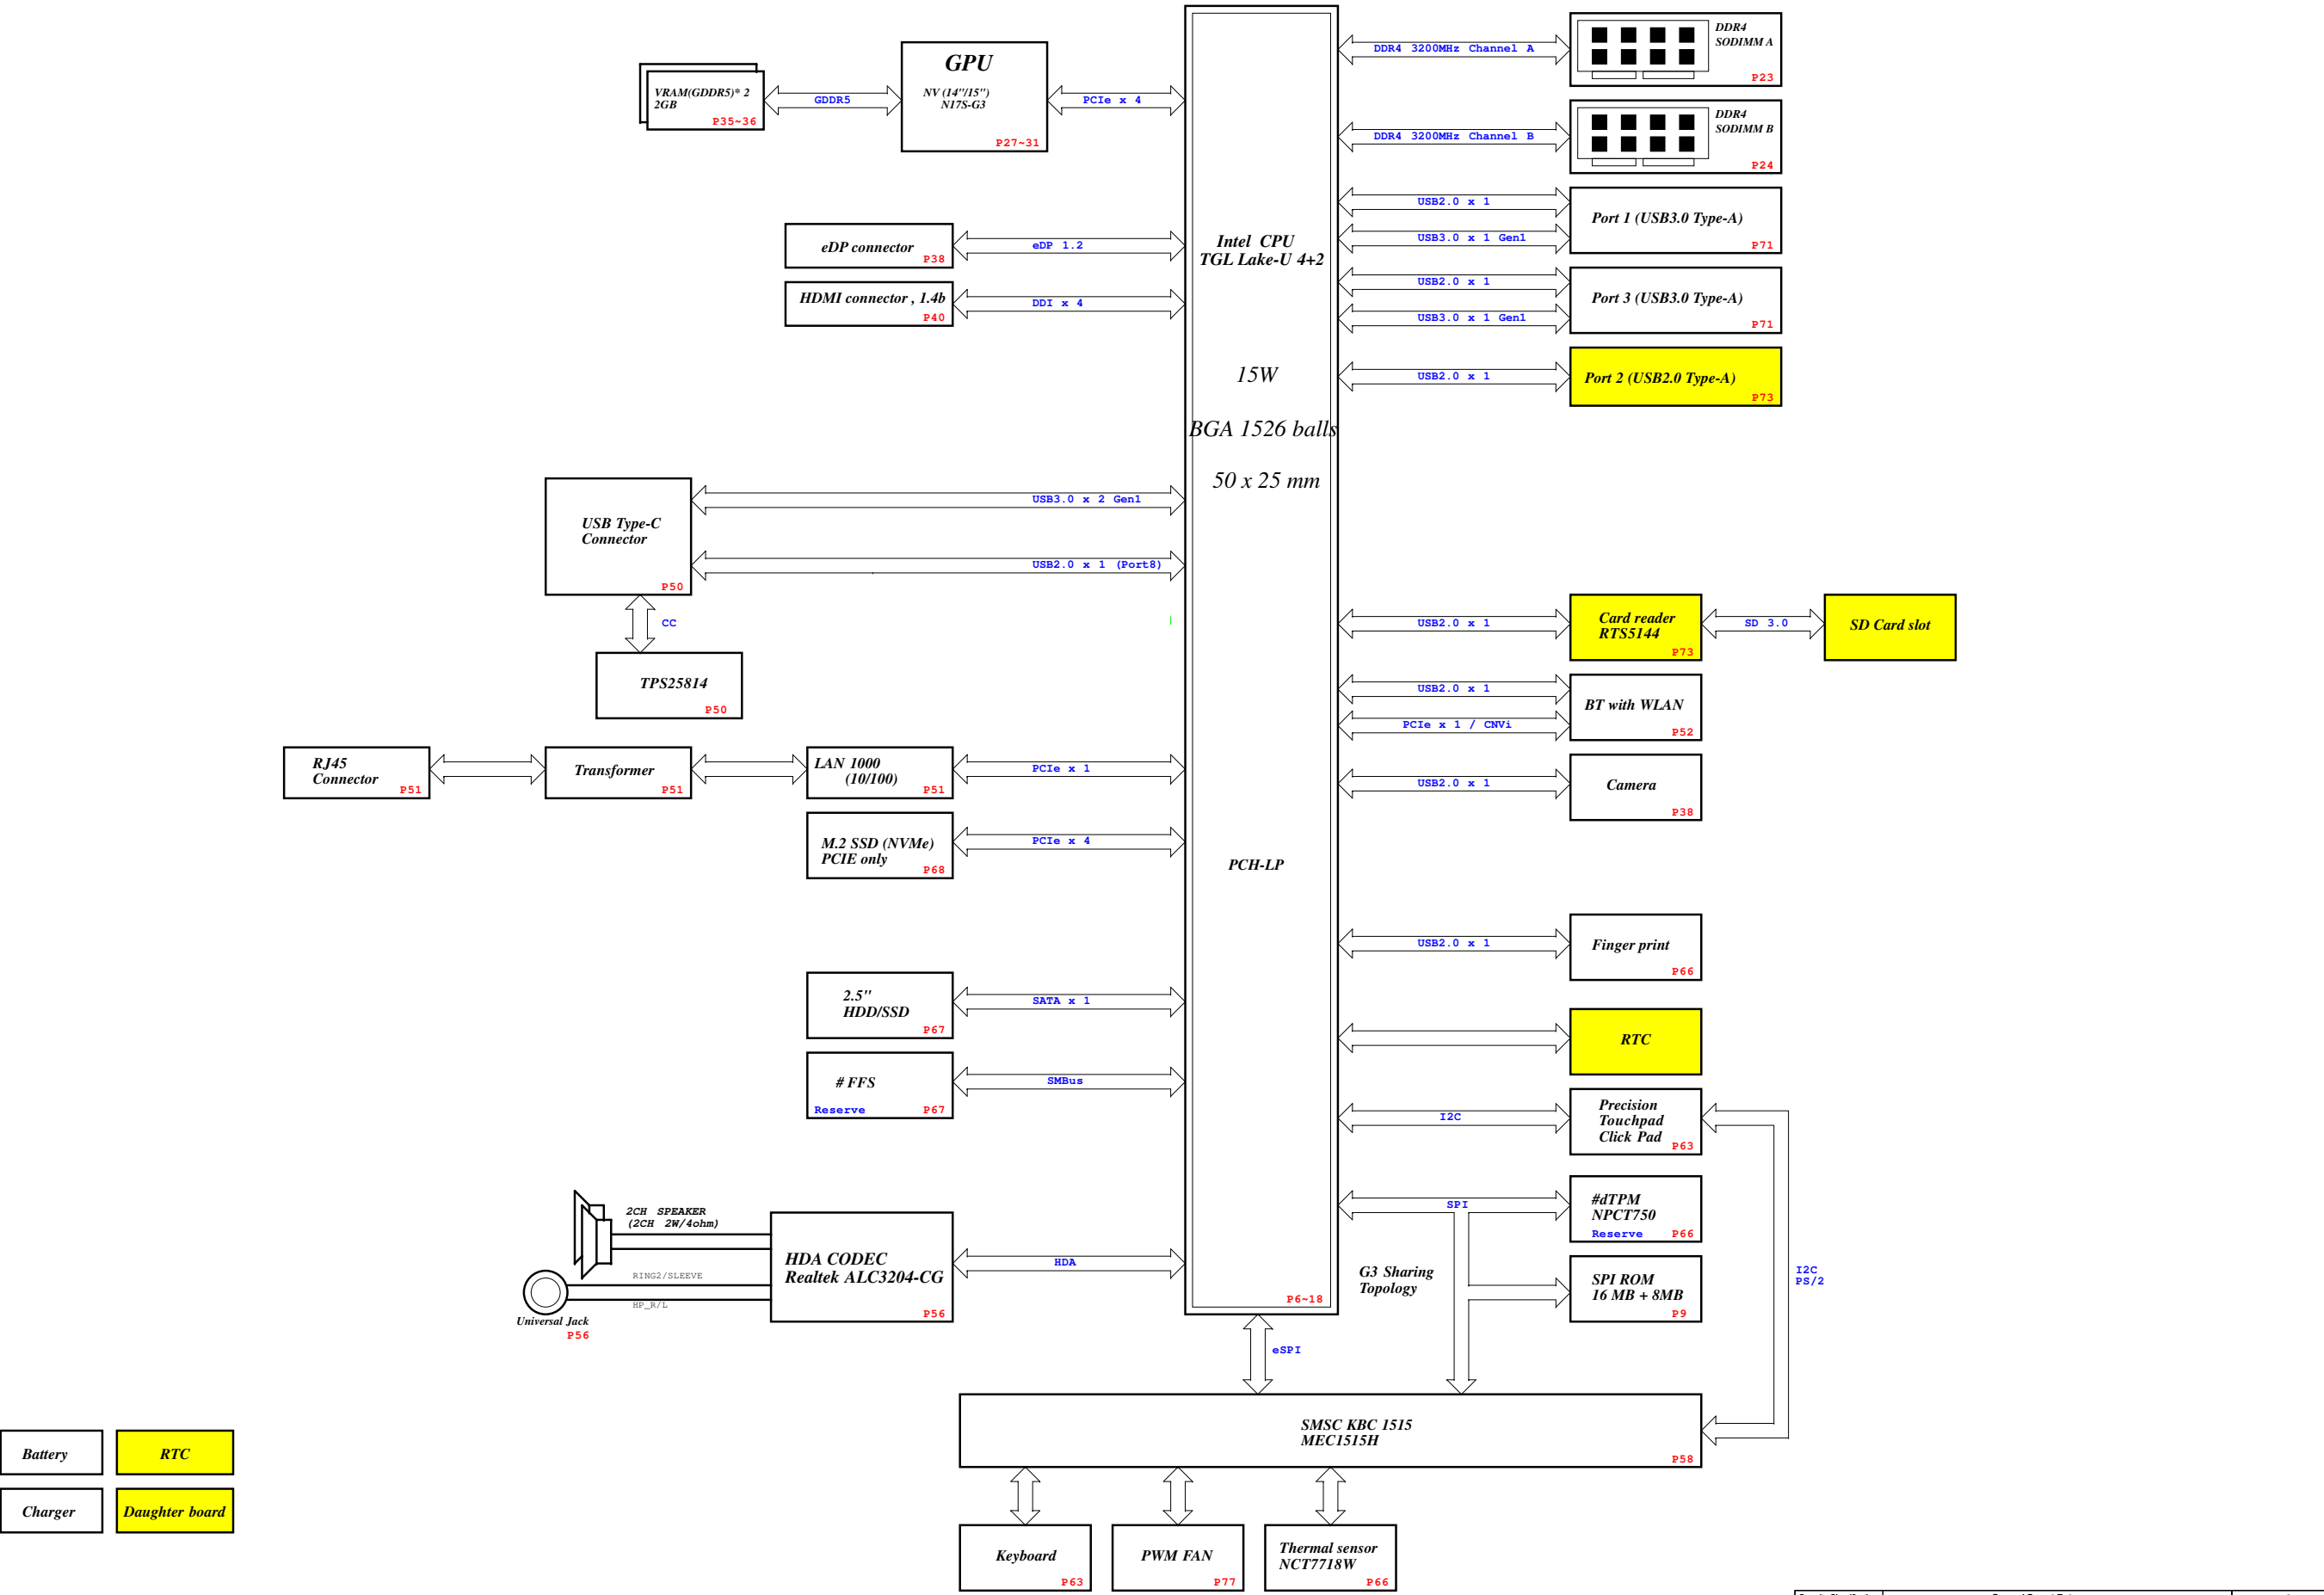 GPU
NV (14"/15")
N17S-G3
P27~31
VRAM(GDDR5)* 2
2GB
P35~36
GDDR5
PCIe x 4
eDP connector
P38
eDP 1.2
HDMI connector , 1.4b
P40
DDI x 4
USB Type-C
Connector
P50
USB3.0 x 2 Gen1
USB2.0 x 1 (Port8)
CC
TPS25814
P50
RJ45
Connector
P51
Transformer
P51
LAN 1000
(10/100)
P51
PCIe x 1
M.2 SSD (NVMe)
PCIE only
P68
PCIe x 4
2.5"
HDD/SSD
P67
SATA x 1
# FFS
Reserve
P67
SMBus
2CH SPEAKER
(2CH 2W/4ohm)
RING2/SLEEVE
HP_R/L
Universal Jack
P56
HDA CODEC
Realtek ALC3204-CG
P56
HDA
Intel CPU
TGL Lake-U 4+2
15W
BGA 1526 balls
50 x 25 mm
PCH-LP
P6~18
DDR4 3200MHz Channel A
DDR4
SODIMM A
P23
DDR4 3200MHz Channel B
DDR4
SODIMM B
P24
USB2.0 x 1
USB3.0 x 1 Gen1
Port 1 (USB3.0 Type-A)
P71
USB2.0 x 1
USB3.0 x 1 Gen1
Port 3 (USB3.0 Type-A)
P71
USB2.0 x 1
Port 2 (USB2.0 Type-A)
P73
USB2.0 x 1
Card reader
RTS5144
P73
SD 3.0
SD Card slot
USB2.0 x 1
PCIe x 1 / CNVi
BT with WLAN
P52
USB2.0 x 1
Camera
P38
USB2.0 x 1
Finger print
P66
RTC
I2C
Precision
Touchpad
Click Pad
P63
SPI
#dTPM
NPCT750
Reserve
P66
G3 Sharing
Topology
SPI ROM
16 MB + 8MB
P9
I2C
PS/2
eSPI
SMSC KBC 1515
MEC1515H
P58
Keyboard
P63
PWM FAN
P77
Thermal sensor
NCT7718W
P66
Battery
RTC
Charger
Daughter board